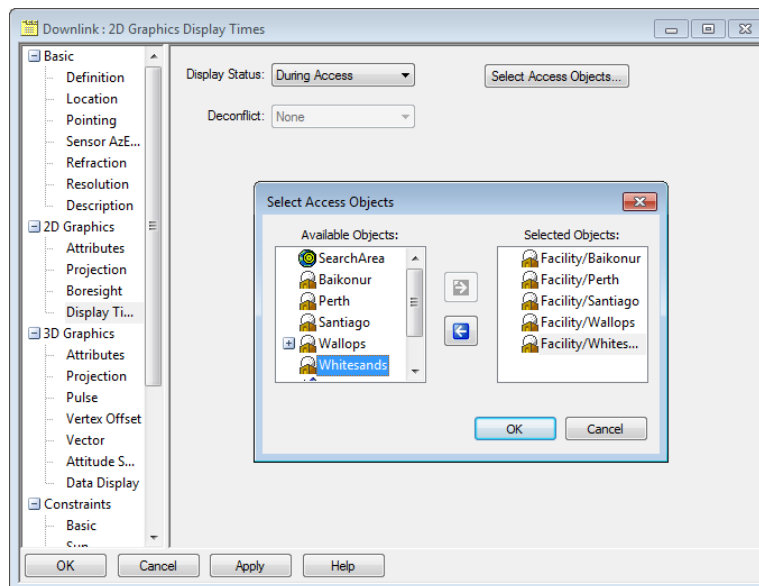 Downlink : 2D Graphics Display Times
Basic
Definition
Location
Pointing
Sensor AzE...
Refraction
Resolution
Description
2D Graphics
Attributes
Projection
Boresight
Display Ti...
3D Graphics
Attributes
Projection
Pulse
Vertex Offset
Vector
Attitude S...
Data Display
Constraints
Basic
Sun
Display Status: During Access
Select Access Objects...
Deconflict: None
Select Access Objects
Available Objects:
SearchArea
Baikonur
Perth
Santiago
Wallops
Whitesands
Selected Objects:
Facility/Baikonur
Facility/Perth
Facility/Santiago
Facility/Wallops
Facility/Whites...
OK Cancel
OK Cancel Apply Help